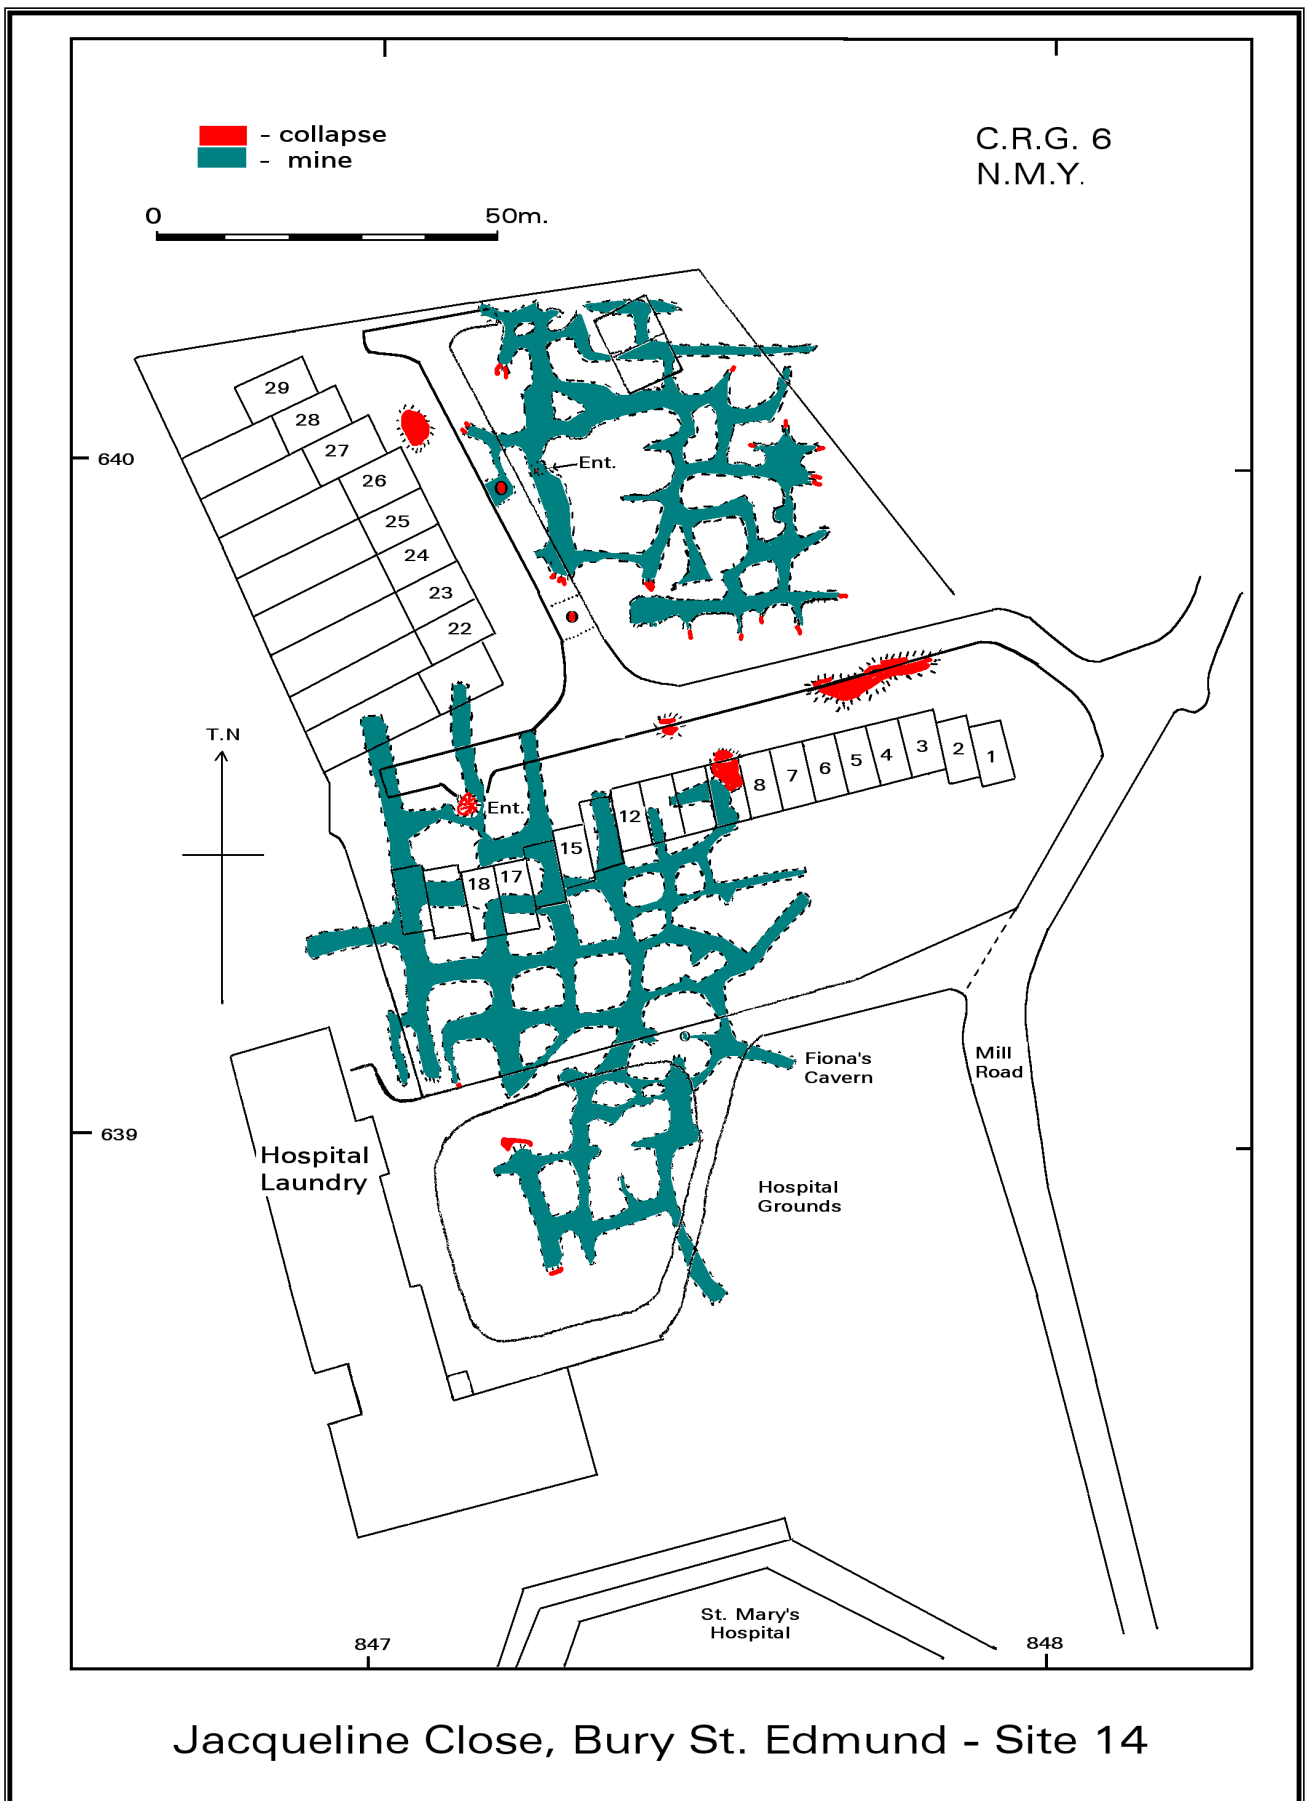 - collapse
- mine
C.R.G. 6
N.M.Y.
0
50m.
29
28
27
26
25
24
23
22
640
Ent.
T.N
Ent.
12
15
18
17
8
7
6
5
4
3
2
1
Fiona's
Cavern
Mill
Road
639
Hospital
Laundry
Hospital
Grounds
St. Mary's
Hospital
847
848
Jacqueline Close, Bury St. Edmund - Site 14